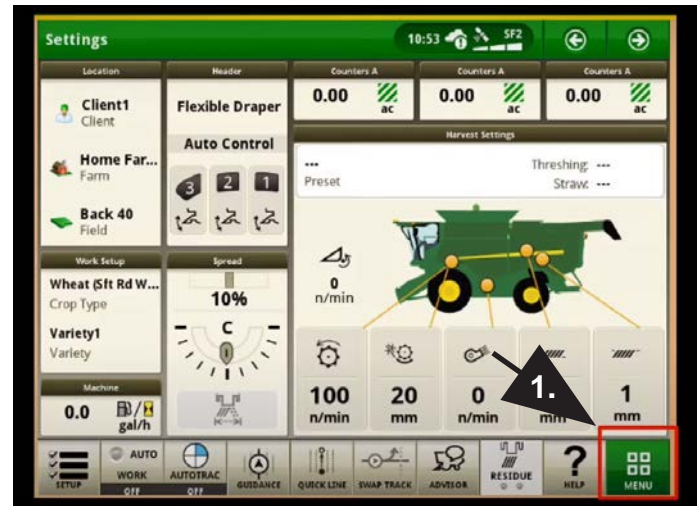 Settings
10:53
SF2
Location
Client1
Client
Home Far...
Farm
Back 40
Field
Header
Flexible Draper
Auto Control
3 2 1
Counters A
0.00
ac
Counters A
0.00
ac
Counters A
0.00
ac
Harvest Settings
---
Preset
Threshing: ---
Straw: ---
0
n/min
Work Setup
Wheat (Sft Rd W...
Crop Type
Variety1
Variety
Spread
10%
C
Machine
0.0
gal/h
100
n/min
20
mm
0
n/min
mm
1
mm
1.
SETUP
AUTO
WORK
OFF
AUTOTRAC
OFF
GUIDANCE
QUICK LINE
SWAP TRACK
ADVISOR
RESIDUE
?
HELP
MENU